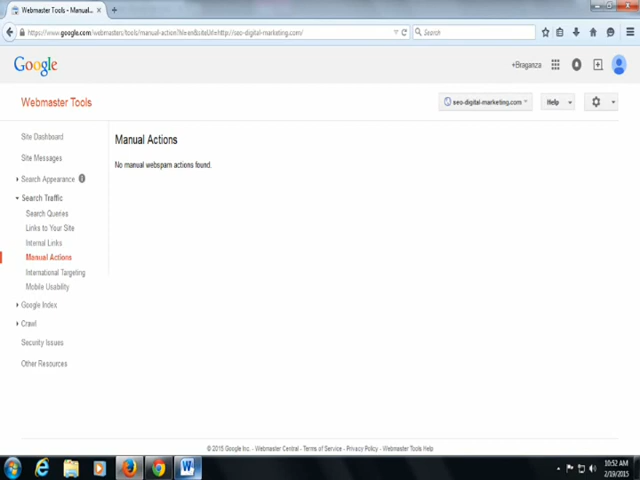 Webmaster Tools - Manual...
https://www.google.com/webmasters/tools/manual-action?hl=en&siteUrl=http://seo-digital-marketing.com/
Search
Google
+Braganza
Webmaster Tools
seo-digital-marketing.com
Help
Site Dashboard
Site Messages
Search Appearance
Search Traffic
Search Queries
Links to Your Site
Internal Links
Manual Actions
International Targeting
Mobile Usability
Google Index
Crawl
Security Issues
Other Resources
Manual Actions
No manual webspam actions found.
© 2015 Google Inc. - Webmaster Central - Terms of Service - Privacy Policy - Webmaster Tools Help
10:52 AM
2/19/2015